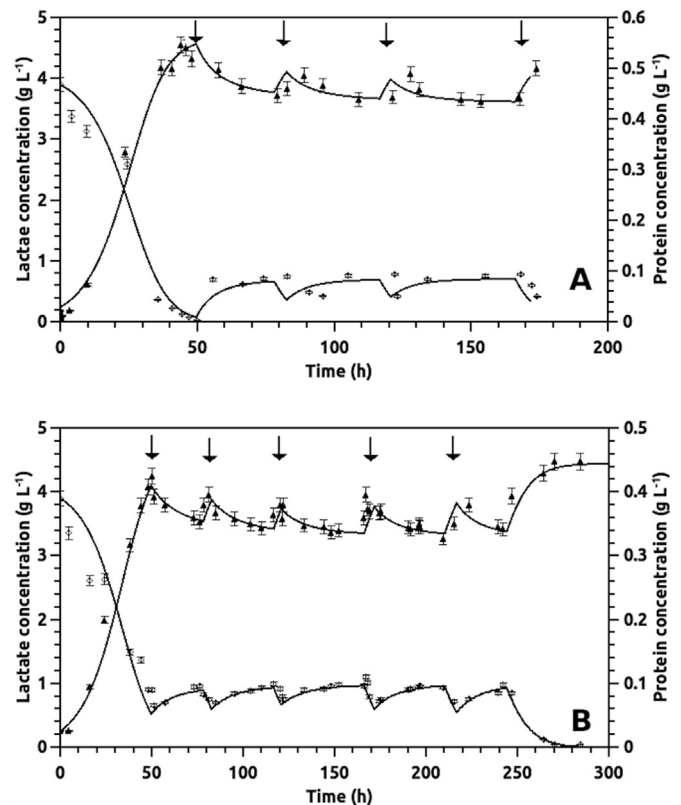 5
4
3
2
1
0
Lactae concentration (g L-1)
0.6
0.5
0.4
0.3
0.2
0.1
0
Protein concentration (g L-1)
A
0 50 100 150 200
Time (h)
5
4
3
2
1
0
Lactate concentration (g L-1)
0.5
0.4
0.3
0.2
0.1
0
Protein concentration (g L-1)
B
0 50 100 150 200 250 300
Time (h)